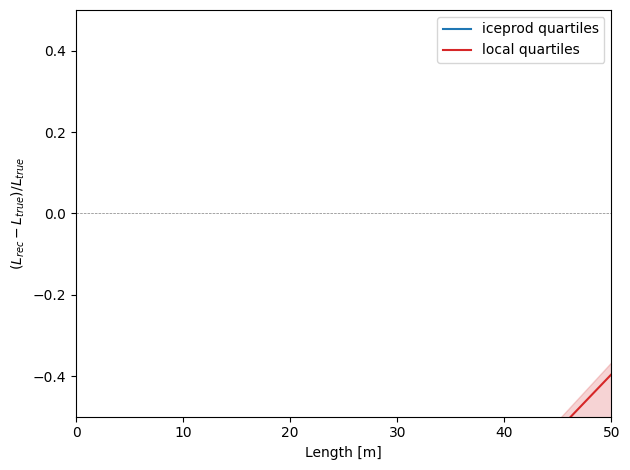 iceprod quartiles
local quartiles
0.4
0.2
0.0
−0.2
−0.4
(L_rec − L_true)/L_true
0 10 20 30 40 50
Length [m]